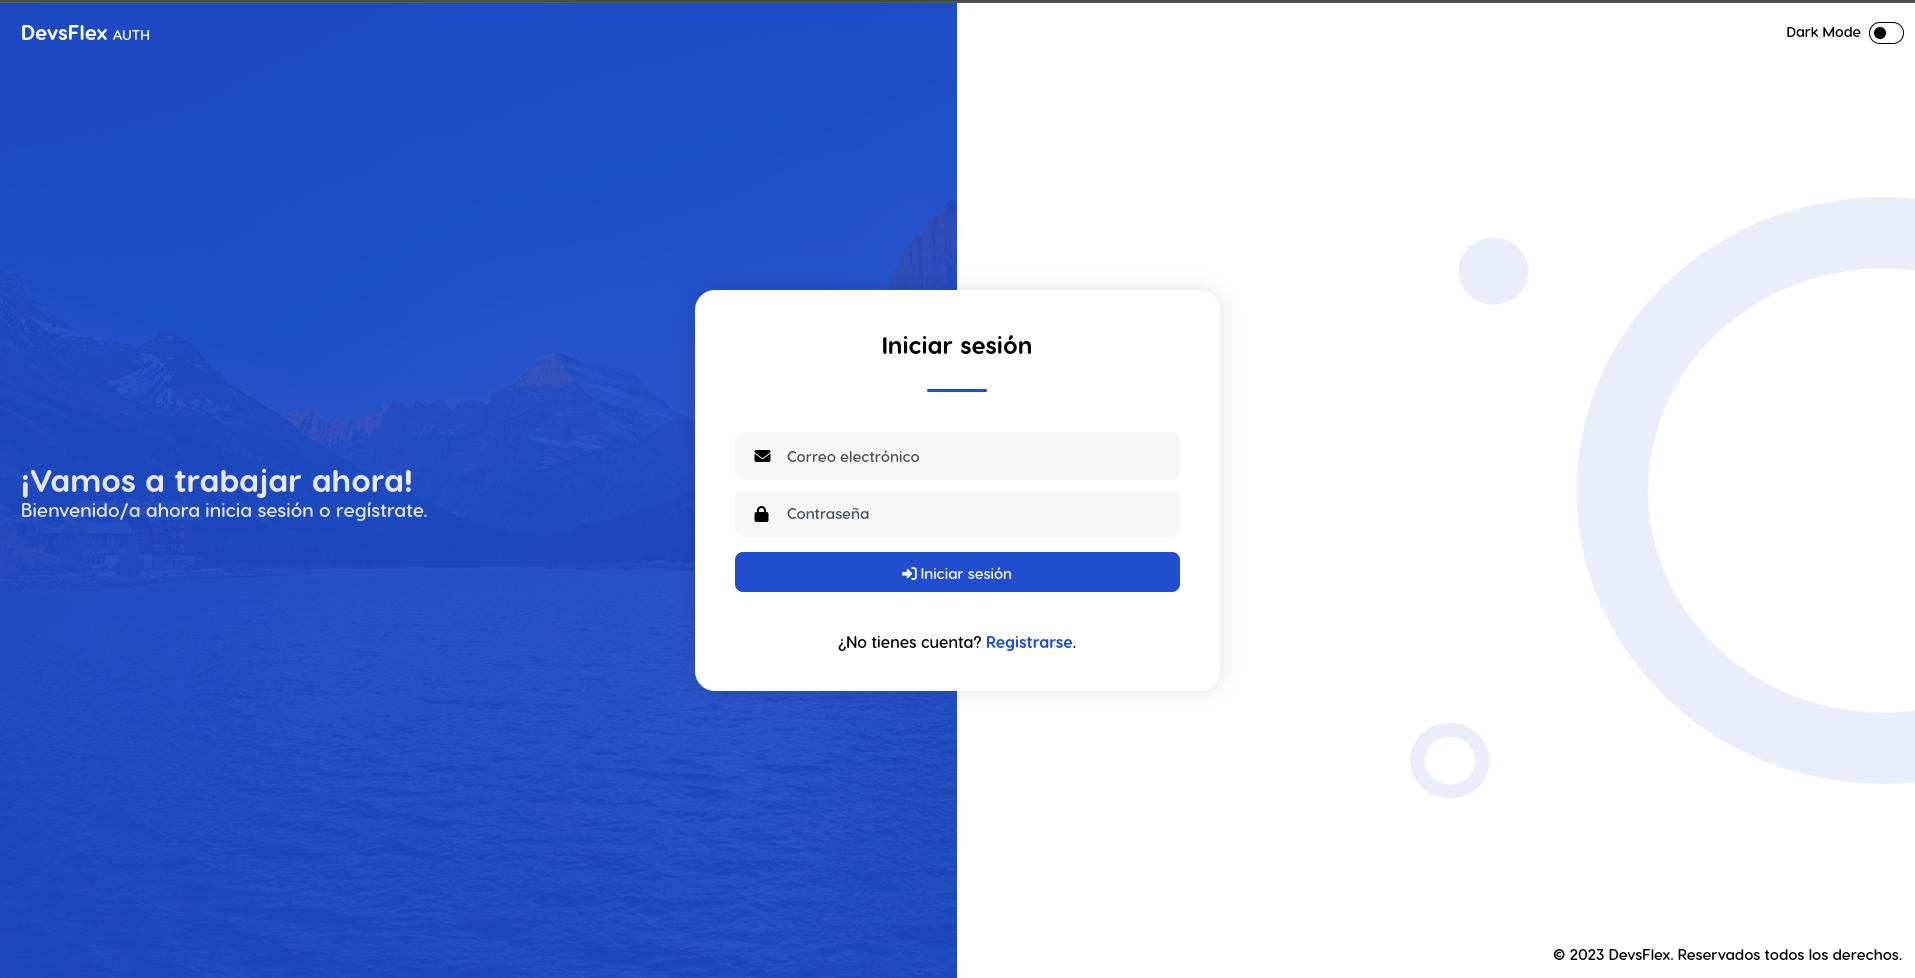 DevsFlex AUTH
Dark Mode
¡Vamos a trabajar ahora!
Bienvenido/a ahora inicia sesión o regístrate.
Iniciar sesión
Correo electrónico
Contraseña
Iniciar sesión
¿No tienes cuenta? Registrarse.
© 2023 DevsFlex. Reservados todos los derechos.